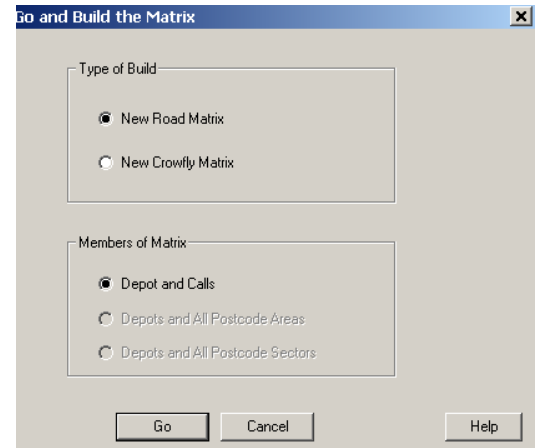 Go and Build the Matrix
Type of Build
New Road Matrix
New Crowfly Matrix
Members of Matrix
Depot and Calls
Depots and All Postcode Areas
Depots and All Postcode Sectors
Go Cancel Help